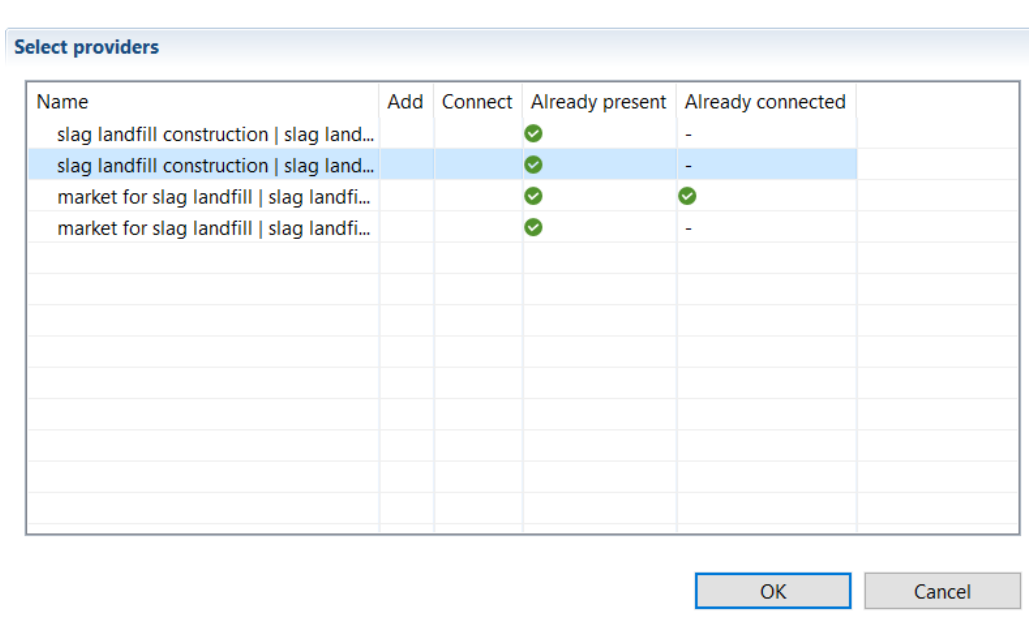 Select providers
Name Add Connect Already present Already connected
slag landfill construction | slag land... -
slag landfill construction | slag land... -
market for slag landfill | slag landfi...
market for slag landfill | slag landfi... -
OK Cancel